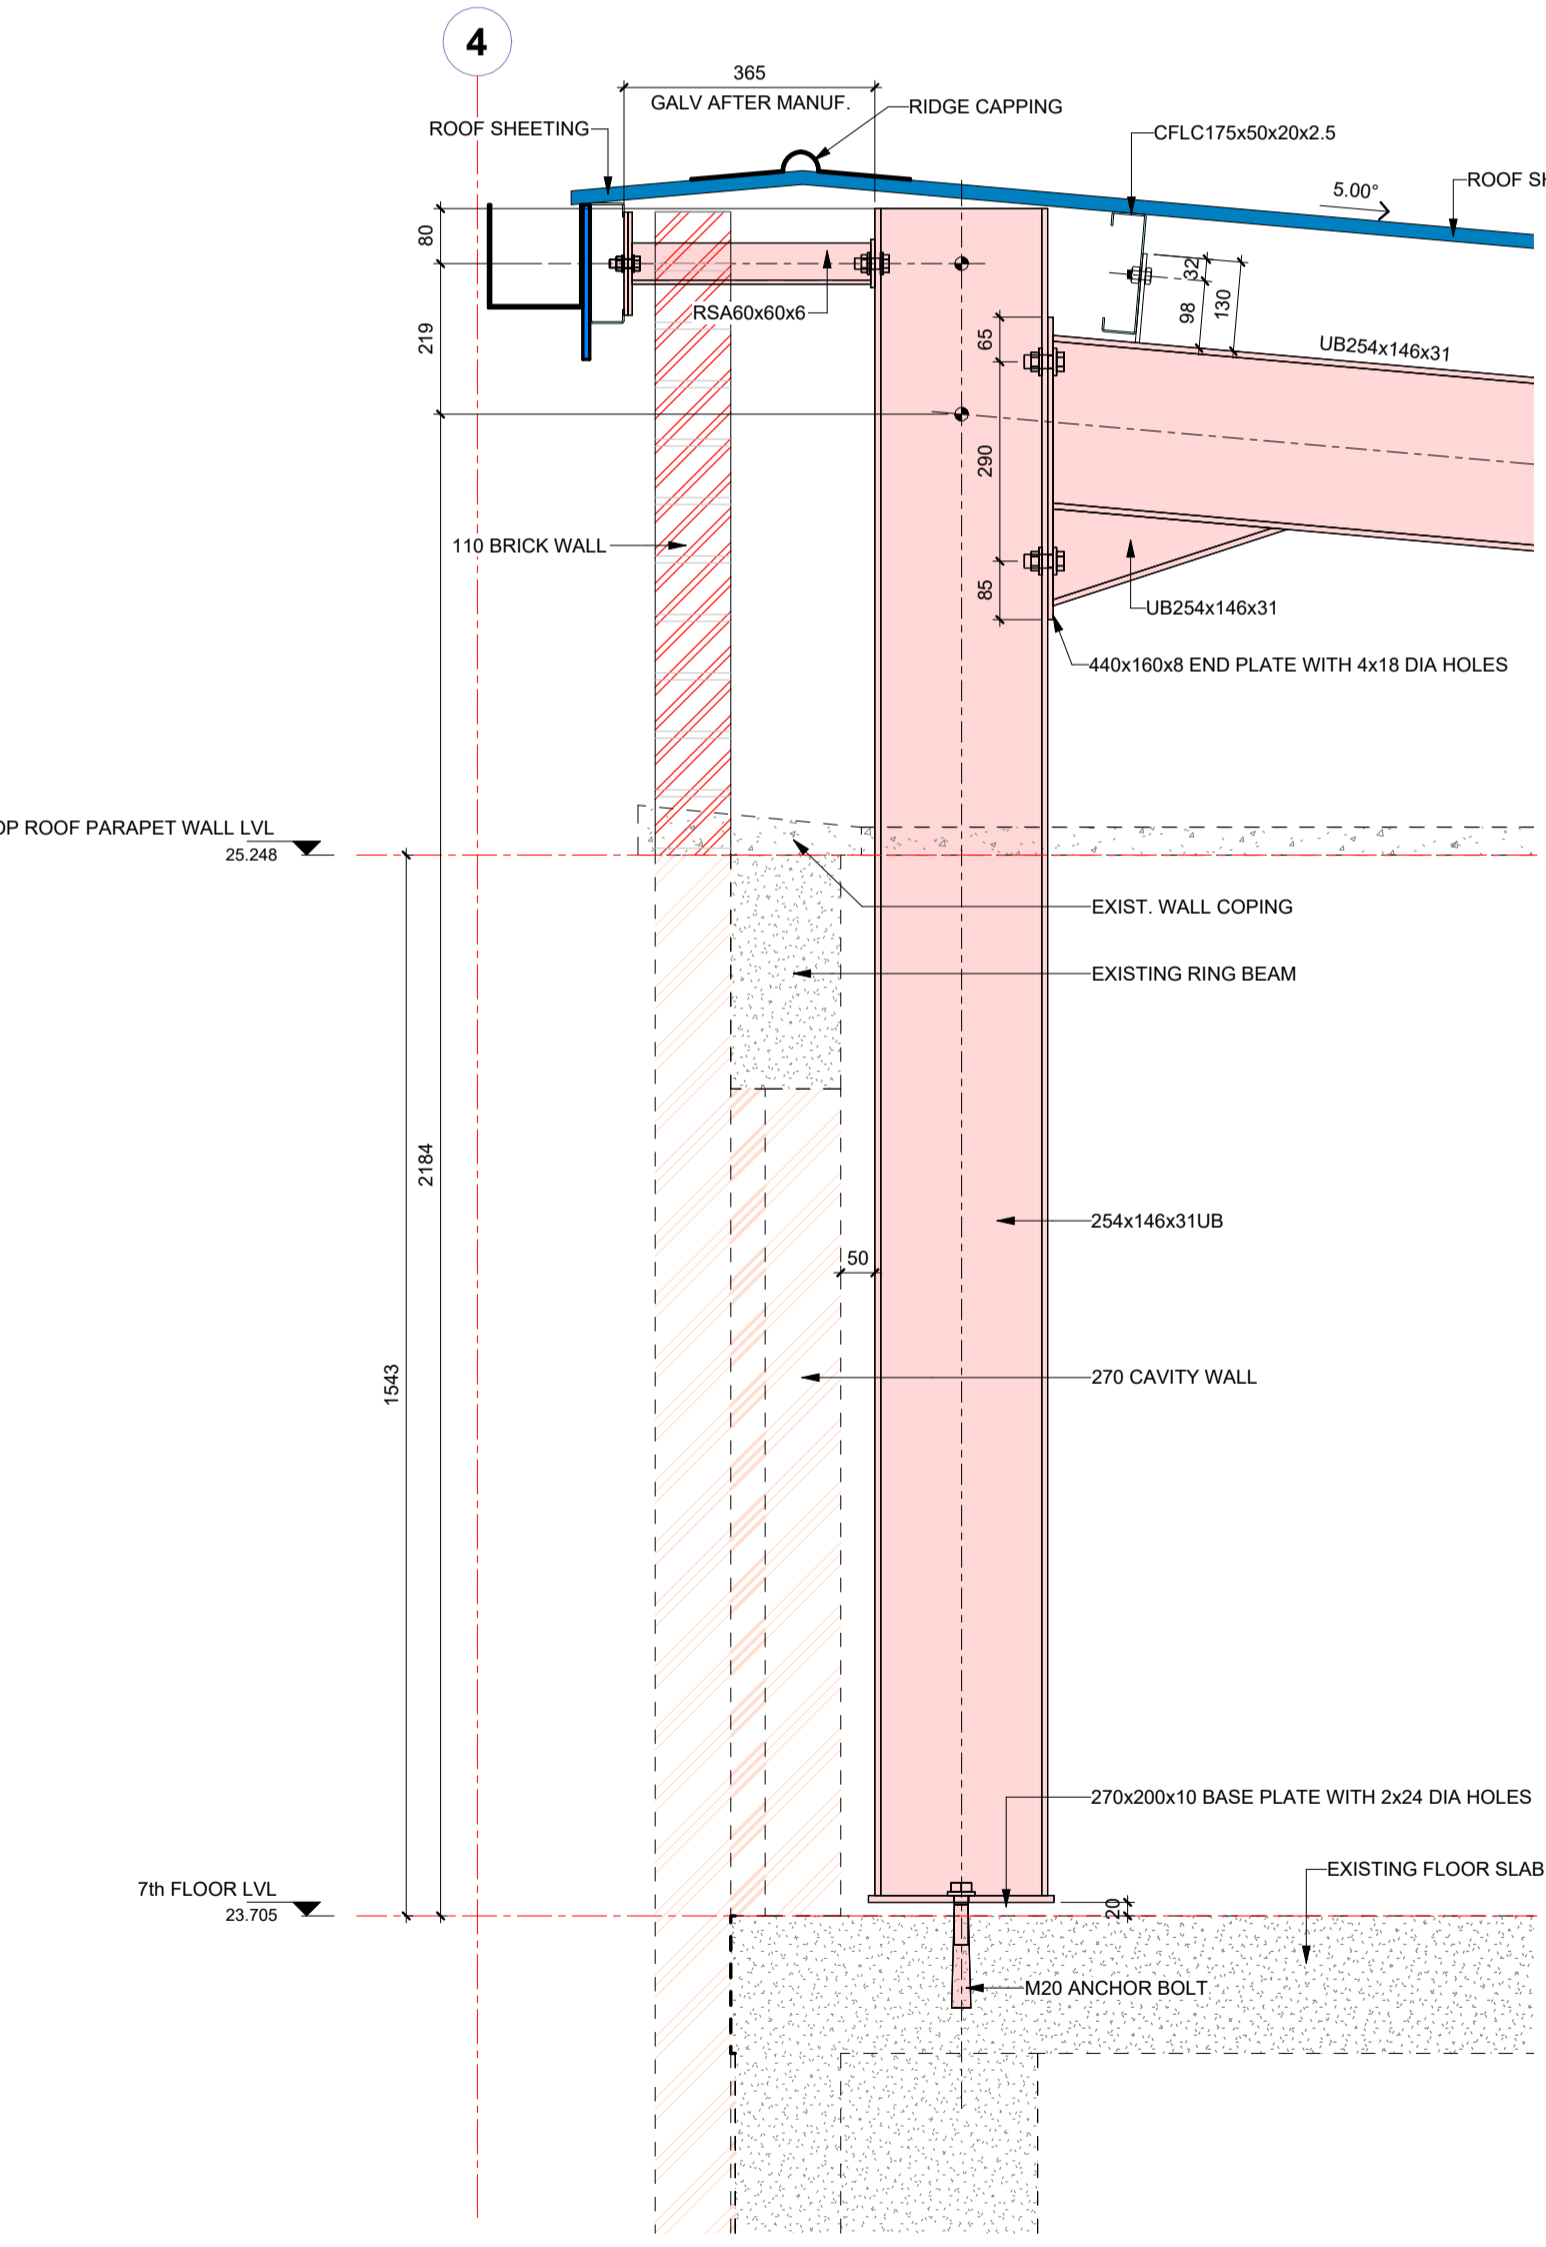 4
365
GALV AFTER MANUF.
RIDGE CAPPING
ROOF SHEETING
CFLC175x50x20x2.5
5.00°
ROOF SH
80
32
98
130
RSA60x60x6
219
65
UB254x146x31
290
110 BRICK WALL
85
UB254x146x31
440x160x8 END PLATE WITH 4x18 DIA HOLES
OP ROOF PARAPET WALL LVL
25.248
EXIST. WALL COPING
EXISTING RING BEAM
2184
254x146x31UB
50
1543
270 CAVITY WALL
270x200x10 BASE PLATE WITH 2x24 DIA HOLES
EXISTING FLOOR SLAB
7th FLOOR LVL
23.705
20
M20 ANCHOR BOLT